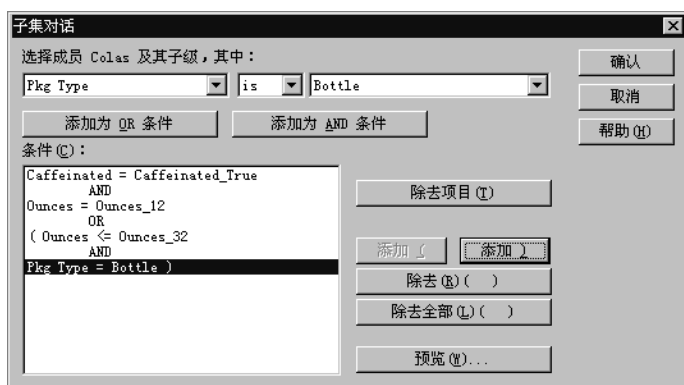 子集对话
选择成员 Colas 及其子级，其中：
Pkg Type is Bottle
添加为 OR 条件 添加为 AND 条件
条件(C)：
Caffeinated = Caffeinated_True
AND
Ounces = Ounces_12
OR
( Ounces <= Ounces_32
AND
Pkg Type = Bottle )
确认
取消
帮助(H)
除去项目(T)
添加 ( 添加 )
除去(R)( )
除去全部(L)( )
预览(W)...